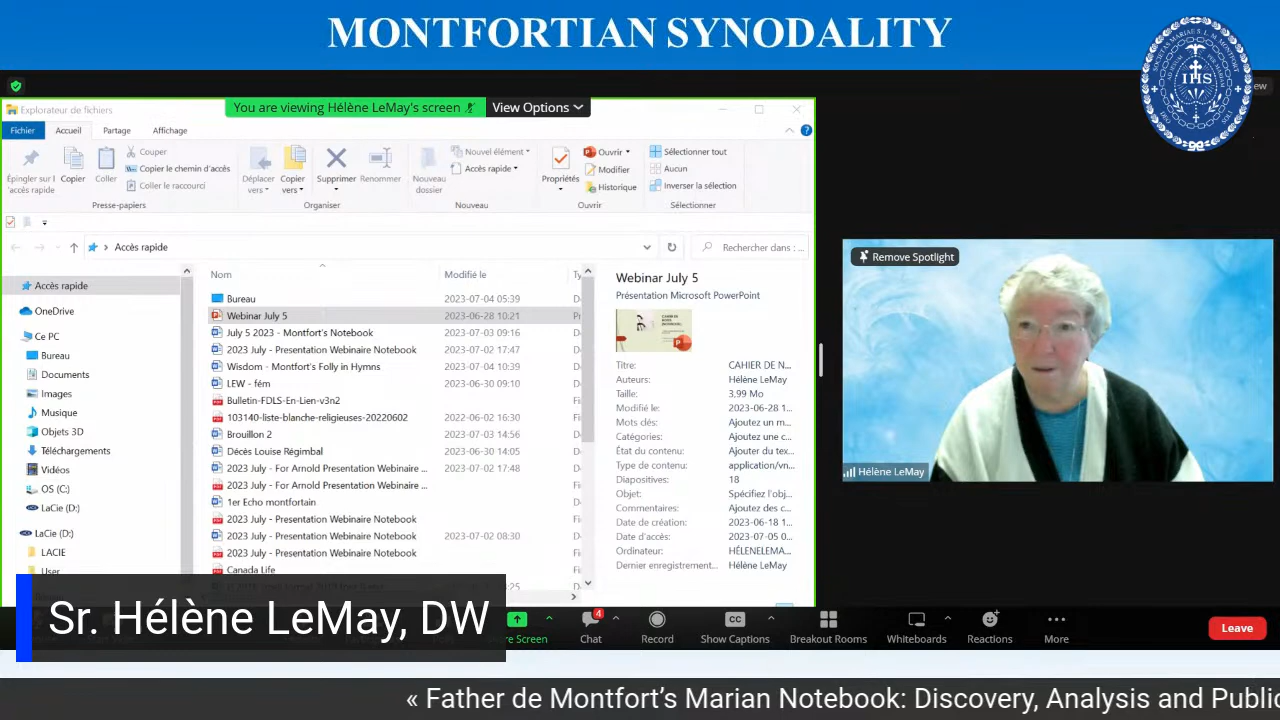 MONTFORTIAN SYNODALITY
IHS
Explorateur de fichiers
You are viewing Hélène LeMay's screen
View Options
Fichier
Accueil
Partage
Affichage
Épingler sur l'accès rapide
Copier
Coller
Couper
Copier le chemin d'accès
Coller le raccourci
Presse-papiers
Déplacer vers
Copier vers
Supprimer
Renommer
Organiser
Nouveau dossier
Nouvel élément
Accès rapide
Nouveau
Propriétés
Ouvrir
Modifier
Historique
Ouvrir
Sélectionner tout
Aucun
Inverser la sélection
Sélectionner
Accès rapide
Rechercher dans : ...
Accès rapide
OneDrive
Ce PC
Bureau
Documents
Images
Musique
Objets 3D
Téléchargements
Vidéos
OS (C:)
LaCie (D:)
LaCie (D:)
LACIE
User
Nom Modifié le Ty
Bureau 2023-07-04 05:39 D
Webinar July 5 2023-06-28 10:21 Pr
July 5 2023 - Montfort's Notebook 2023-07-03 09:16 D
2023 July - Presentation Webinaire Notebook 2023-07-02 17:47 D
Wisdom - Montfort's Folly in Hymns 2023-07-04 10:39 D
LEW - fém 2023-06-30 09:10 D
Bulletin-FDLS-En-Lien-v3n2 Fi
103140-liste-blanche-religieuses-20220602 2022-06-02 16:30 Fi
Brouillon 2 2023-07-03 14:56 D
Décès Louise Régimbal 2023-06-30 14:05 D
2023 July - For Arnold Presentation Webinaire ... 2023-07-02 17:48 D
2023 July - For Arnold Presentation Webinaire ... Fi
1er Echo montfortain D
2023 July - Presentation Webinaire Notebook Fi
2023 July - Presentation Webinaire Notebook 2023-07-02 08:30 D
2023 July - Presentation Webinaire Notebook Fi
Canada Life Fi
Webinar July 5
Présentation Microsoft PowerPoint
Titre: CAHIER DE N...
Auteurs: Hélène LeMay
Taille: 3.99 Mo
Modifié le: 2023-06-28 1...
Mots clés: Ajoutez un m...
Catégories: Ajoutez une c...
État du contenu: Ajouter du tex...
Type de contenu: application/vn...
Diapositives: 18
Objet: Spécifiez l'obj...
Commentaires: Ajoutez des c...
Date de création: 2023-06-18 1...
Date d'accès: 2023-07-05 0...
Ordinateur: HÉLENELEMA...
Dernier enregistrement... Hélène LeMay
Remove Spotlight
Hélène LeMay
Sr. Hélène LeMay, DW
Screen
4
Chat
Record
CC
Show Captions
Breakout Rooms
Whiteboards
Reactions
More
Leave
« Father de Montfort’s Marian Notebook: Discovery, Analysis and Public